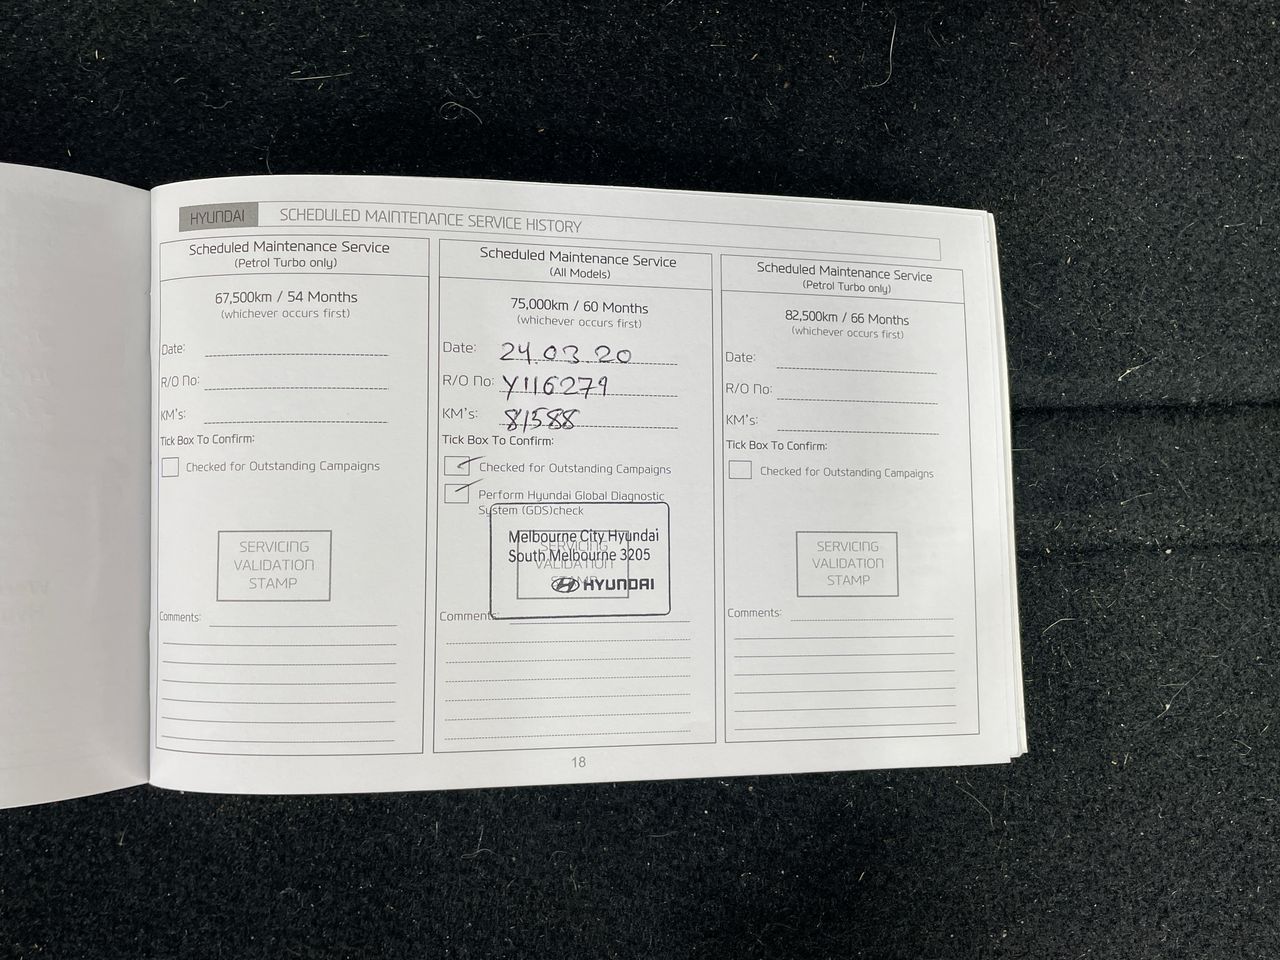 HYUNDAI SCHEDULED MAINTENANCE SERVICE HISTORY
Scheduled Maintenance Service
(Petrol Turbo only)
67,500km / 54 Months
(whichever occurs first)
Date:
R/O No:
KM's:
Tick Box To Confirm:
Checked for Outstanding Campaigns
SERVICING
VALIDATION
STAMP
Comments:
Scheduled Maintenance Service
(All Models)
75,000km / 60 Months
(whichever occurs first)
Date: 24.03.20
R/O No: Y116279
KM's: 81588
Tick Box To Confirm:
Checked for Outstanding Campaigns
Perform Hyundai Global Diagnostic
System (GDS)check
Melbourne City Hyundai
South Melbourne 3205
HYUNDAI
SERVICING
VALIDATION
STAMP
Comments:
Scheduled Maintenance Service
(Petrol Turbo only)
82,500km / 66 Months
(whichever occurs first)
Date:
R/O No:
KM's:
Tick Box To Confirm:
Checked for Outstanding Campaigns
SERVICING
VALIDATION
STAMP
Comments:
18